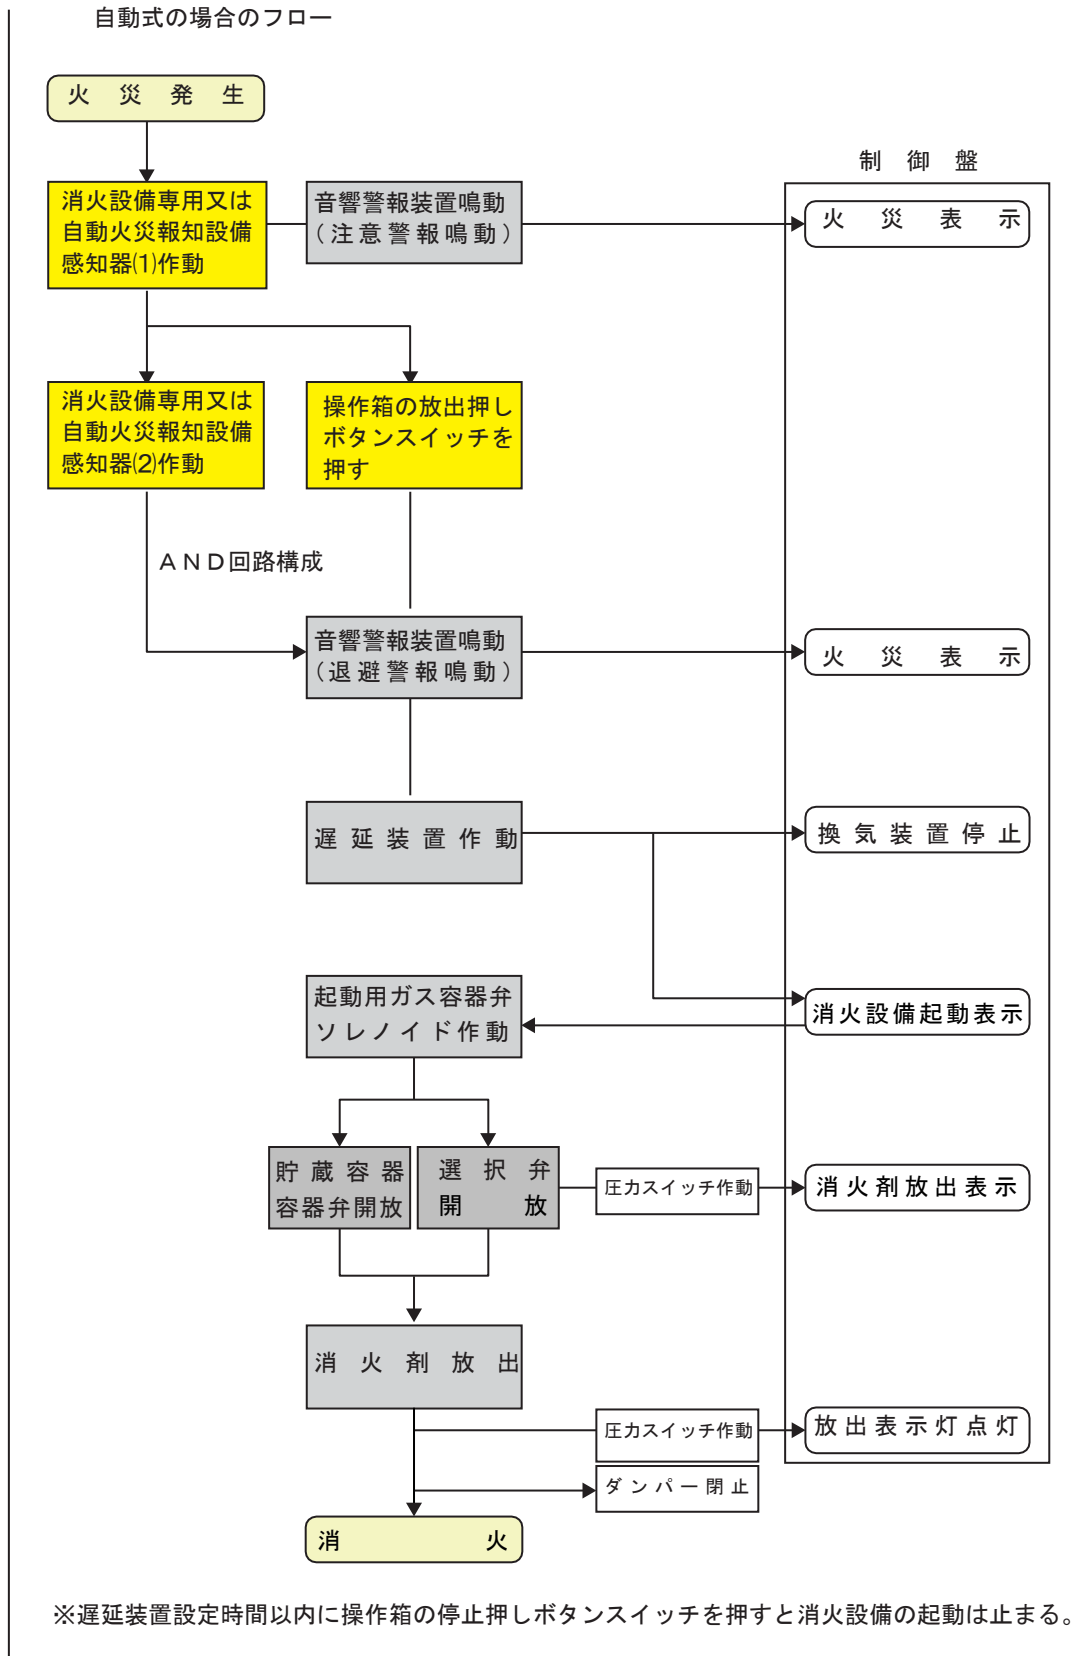 自動式の場合のフロー
火災発生
制御盤
消火設備専用又は
自動火災報知設備
感知器(1)作動
音響警報装置鳴動
(注意警報鳴動)
火災表示
消火設備専用又は
自動火災報知設備
感知器(2)作動
操作箱の放出押し
ボタンスイッチを
押す
AND回路構成
音響警報装置鳴動
(退避警報鳴動)
火災表示
遅延装置作動
換気装置停止
起動用ガス容器弁
ソレノイド作動
消火設備起動表示
貯蔵容器
容器弁開放
選択弁
開放
圧力スイッチ作動
消火剤放出表示
消火剤放出
圧力スイッチ作動
放出表示灯点灯
ダンパー閉止
消火
※遅延装置設定時間以内に操作箱の停止押しボタンスイッチを押すと消火設備の起動は止まる。